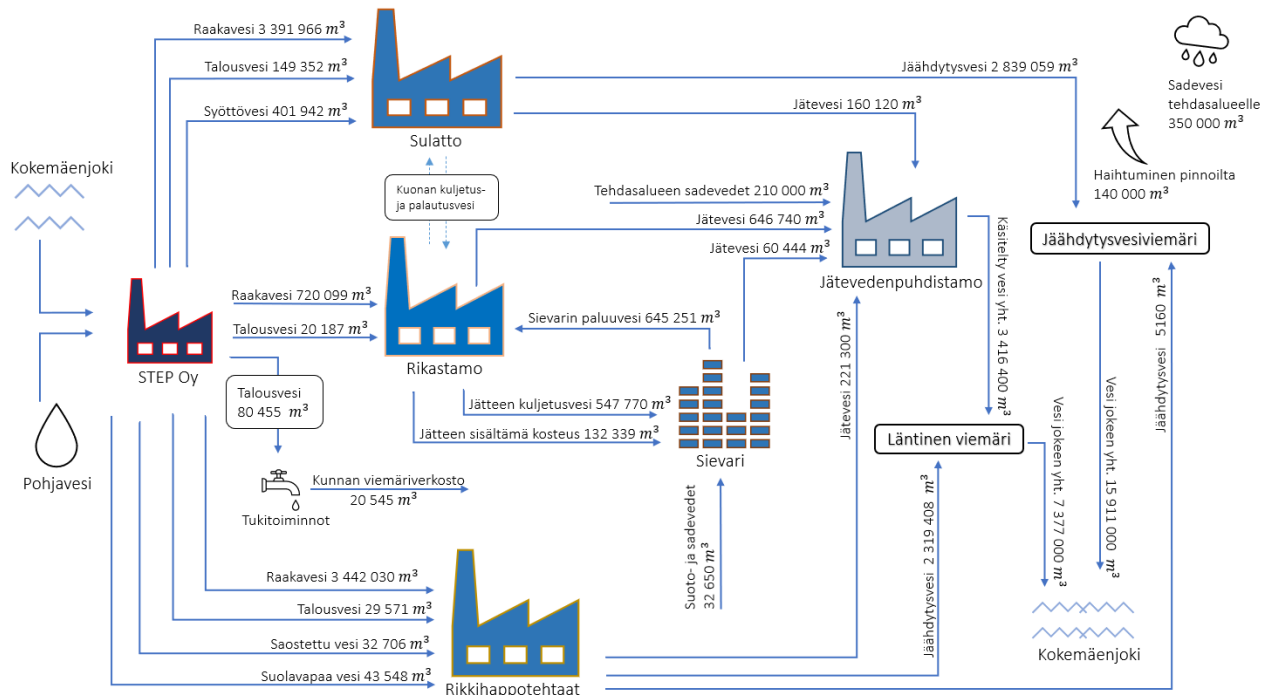 Raakavesi 3 391 966 m³
Talousvesi 149 352 m³
Syöttövesi 401 942 m³
Sulatto
Jäähdytysvesi 2 839 059 m³
Jätevesi 160 120 m³
Sadevesi
tehdasalueelle
350 000 m³
Haihtuminen pinnoilta
140 000 m³
Kokemäenjoki
Kuonan kuljetus-
ja palautusvesi
Tehdasalueen sadevedet 210 000 m³
Jätevesi 646 740 m³
Jätevesi 60 444 m³
Jätevedenpuhdistamo
Käsitelty vesi yht. 3 416 400 m³
Jäähdytysvesiviemäri
Raakavesi 720 099 m³
Talousvesi 20 187 m³
Rikastamo
Sievarin paluuvesi 645 251 m³
STEP Oy
Talousvesi
80 455 m³
Jätteen kuljetusvesi 547 770 m³
Jätteen sisältämä kosteus 132 339 m³
Sievari
Jätevesi 221 300 m³
Läntinen viemäri
Vesi jokeen yht. 7 377 000 m³
Vesi jokeen yht. 15 911 000 m³
Jäähdytysvesi 5160 m³
Pohjavesi
Tukitoiminnot
Kunnan viemäriverkosto
20 545 m³
Suoto- ja sadevedet
32 650 m³
Jäähdytysvesi 2 319 408 m³
Raakavesi 3 442 030 m³
Talousvesi 29 571 m³
Saostettu vesi 32 706 m³
Suolavapaa vesi 43 548 m³
Rikkihappotehtaat
Kokemäenjoki